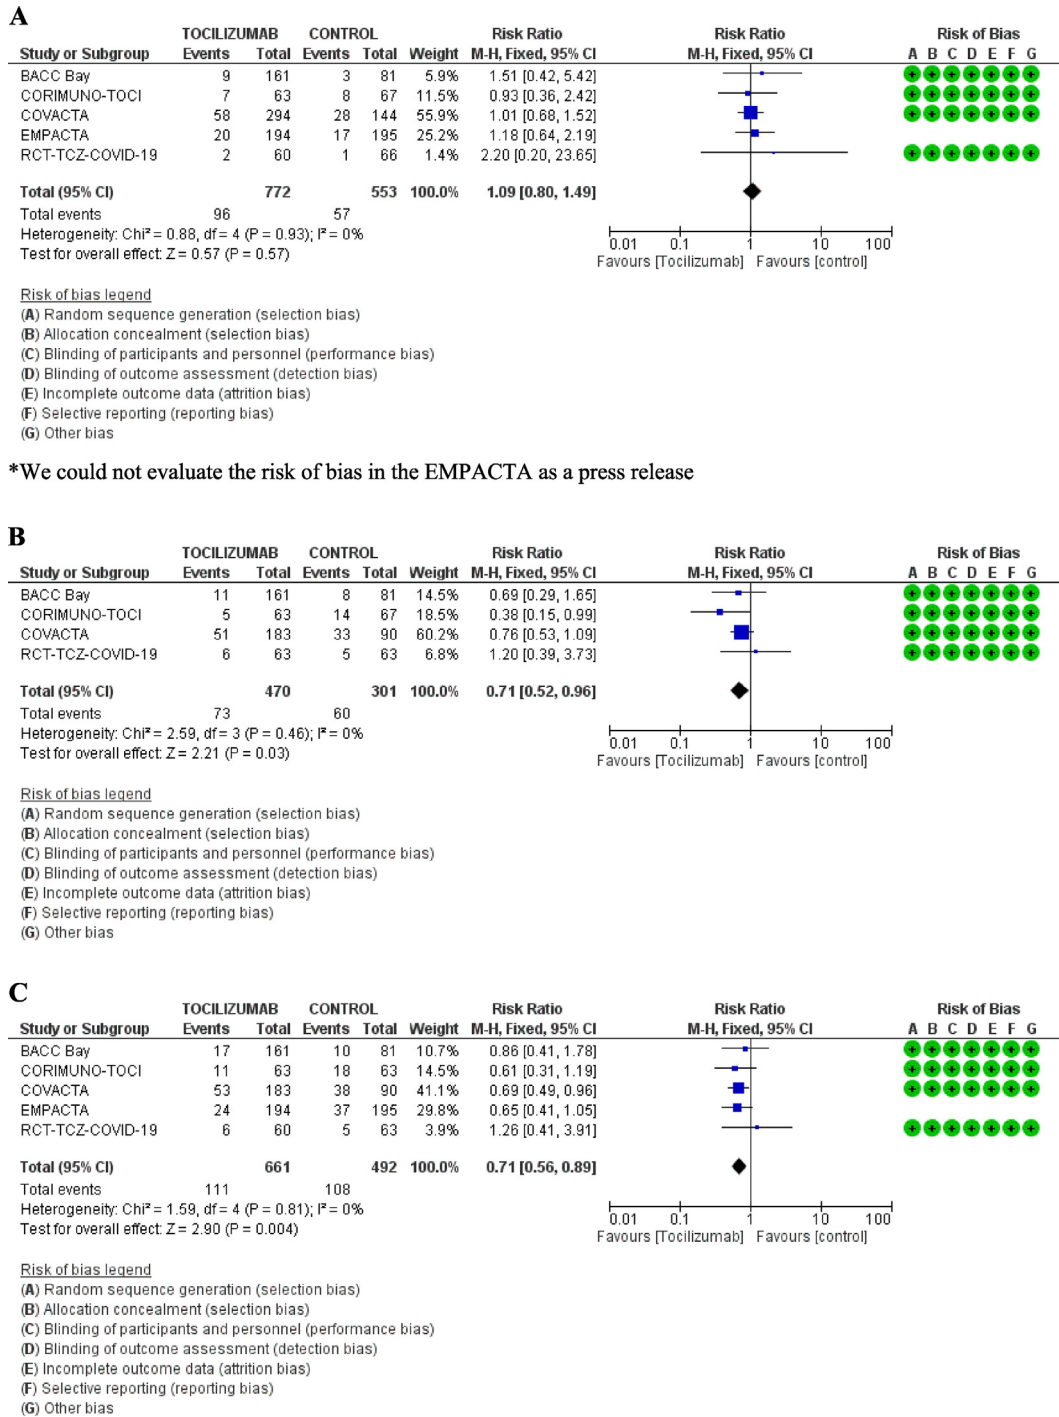 A
TOCILIZUMAB CONTROL Risk Ratio Risk Ratio Risk of Bias
Study or Subgroup Events Total Events Total Weight M-H, Fixed, 95% CI M-H, Fixed, 95% CI A B C D E F G
BACC Bay 9 161 3 81 5.9% 1.51 [0.42, 5.42] + + + + + + +
CORIMUNO-TOCI 7 63 8 67 11.5% 0.93 [0.36, 2.42] + + + + + + +
COVACTA 58 294 28 144 55.9% 1.01 [0.68, 1.52] + + + + + + +
EMPACTA 20 194 17 195 25.2% 1.18 [0.64, 2.19]
RCT-TCZ-COVID-19 2 60 1 66 1.4% 2.20 [0.20, 23.65] + + + + + + +
Total (95% CI) 772 553 100.0% 1.09 [0.80, 1.49]
Total events 96 57
Heterogeneity: Chi² = 0.88, df = 4 (P = 0.93); I² = 0%
Test for overall effect: Z = 0.57 (P = 0.57)
0.01 0.1 1 10 100
Favours [Tocilizumab] Favours [control]
Risk of bias legend
(A) Random sequence generation (selection bias)
(B) Allocation concealment (selection bias)
(C) Blinding of participants and personnel (performance bias)
(D) Blinding of outcome assessment (detection bias)
(E) Incomplete outcome data (attrition bias)
(F) Selective reporting (reporting bias)
(G) Other bias
*We could not evaluate the risk of bias in the EMPACTA as a press release
B
TOCILIZUMAB CONTROL Risk Ratio Risk Ratio Risk of Bias
Study or Subgroup Events Total Events Total Weight M-H, Fixed, 95% CI M-H, Fixed, 95% CI A B C D E F G
BACC Bay 11 161 8 81 14.5% 0.69 [0.29, 1.65] + + + + + + +
CORIMUNO-TOCI 5 63 14 67 18.5% 0.38 [0.15, 0.99] + + + + + + +
COVACTA 51 183 33 90 60.2% 0.76 [0.53, 1.09] + + + + + + +
RCT-TCZ-COVID-19 6 63 5 63 6.8% 1.20 [0.39, 3.73] + + + + + + +
Total (95% CI) 470 301 100.0% 0.71 [0.52, 0.96]
Total events 73 60
Heterogeneity: Chi² = 2.59, df = 3 (P = 0.46); I² = 0%
Test for overall effect: Z = 2.21 (P = 0.03)
0.01 0.1 1 10 100
Favours [Tocilizumab] Favours [control]
Risk of bias legend
(A) Random sequence generation (selection bias)
(B) Allocation concealment (selection bias)
(C) Blinding of participants and personnel (performance bias)
(D) Blinding of outcome assessment (detection bias)
(E) Incomplete outcome data (attrition bias)
(F) Selective reporting (reporting bias)
(G) Other bias
C
TOCILIZUMAB CONTROL Risk Ratio Risk Ratio Risk of Bias
Study or Subgroup Events Total Events Total Weight M-H, Fixed, 95% CI M-H, Fixed, 95% CI A B C D E F G
BACC Bay 17 161 10 81 10.7% 0.86 [0.41, 1.78] + + + + + + +
CORIMUNO-TOCI 11 63 18 63 14.5% 0.61 [0.31, 1.19] + + + + + + +
COVACTA 53 183 38 90 41.1% 0.69 [0.49, 0.96] + + + + + + +
EMPACTA 24 194 37 195 29.8% 0.65 [0.41, 1.05]
RCT-TCZ-COVID-19 6 60 5 63 3.9% 1.26 [0.41, 3.91] + + + + + + +
Total (95% CI) 661 492 100.0% 0.71 [0.56, 0.89]
Total events 111 108
Heterogeneity: Chi² = 1.59, df = 4 (P = 0.81); I² = 0%
Test for overall effect: Z = 2.90 (P = 0.004)
0.01 0.1 1 10 100
Favours [Tocilizumab] Favours [control]
Risk of bias legend
(A) Random sequence generation (selection bias)
(B) Allocation concealment (selection bias)
(C) Blinding of participants and personnel (performance bias)
(D) Blinding of outcome assessment (detection bias)
(E) Incomplete outcome data (attrition bias)
(F) Selective reporting (reporting bias)
(G) Other bias